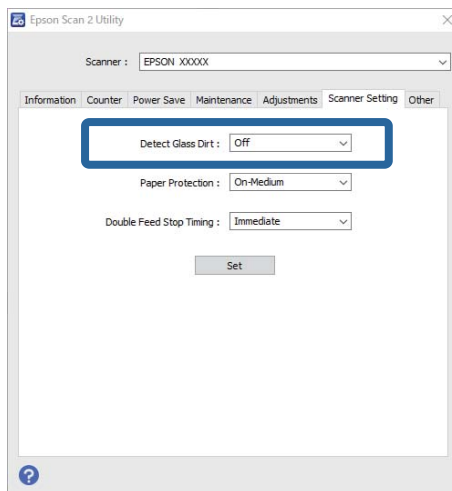 Epson Scan 2 Utility
Scanner : EPSON XXXXX
Information Counter Power Save Maintenance Adjustments Scanner Setting Other
Detect Glass Dirt : Off
Paper Protection : On-Medium
Double Feed Stop Timing : Immediate
Set
?